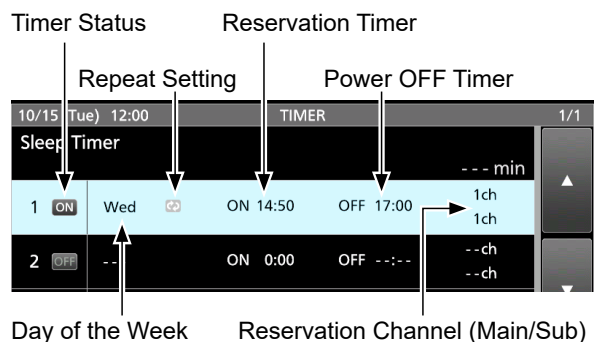 Timer Status Reservation Timer
Repeat Setting Power OFF Timer
10/15 (Tue) 12:00 TIMER 1/1
Sleep Timer
- - - min
1 ON Wed ON 14:50 OFF 17:00 1ch
1ch
2 OFF --- ON 0:00 OFF --:-- --ch
--ch
Day of the Week Reservation Channel (Main/Sub)